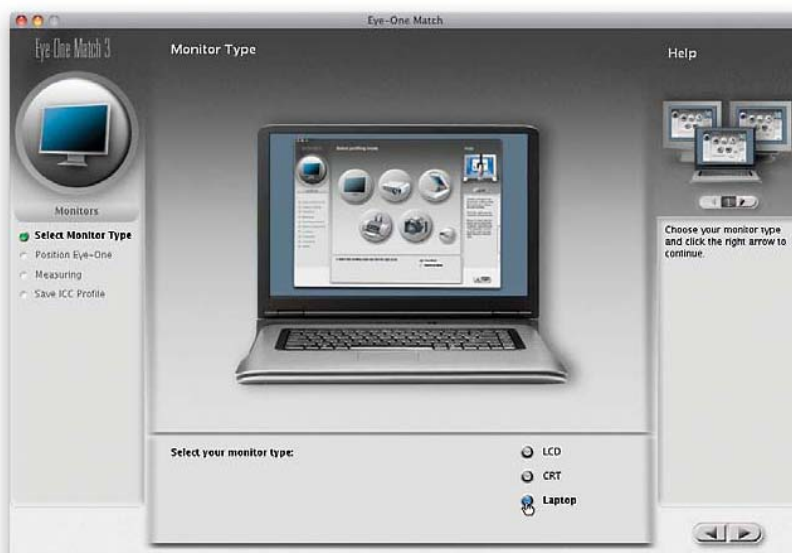 Eye-One Match
Eye One Match 3
Monitor Type
Help
Monitors
Select Monitor Type
Position Eye-One
Measuring
Save ICC Profile
Choose your monitor type
and click the right arrow to
continue.
Select your monitor type:
LCD
CRT
Laptop